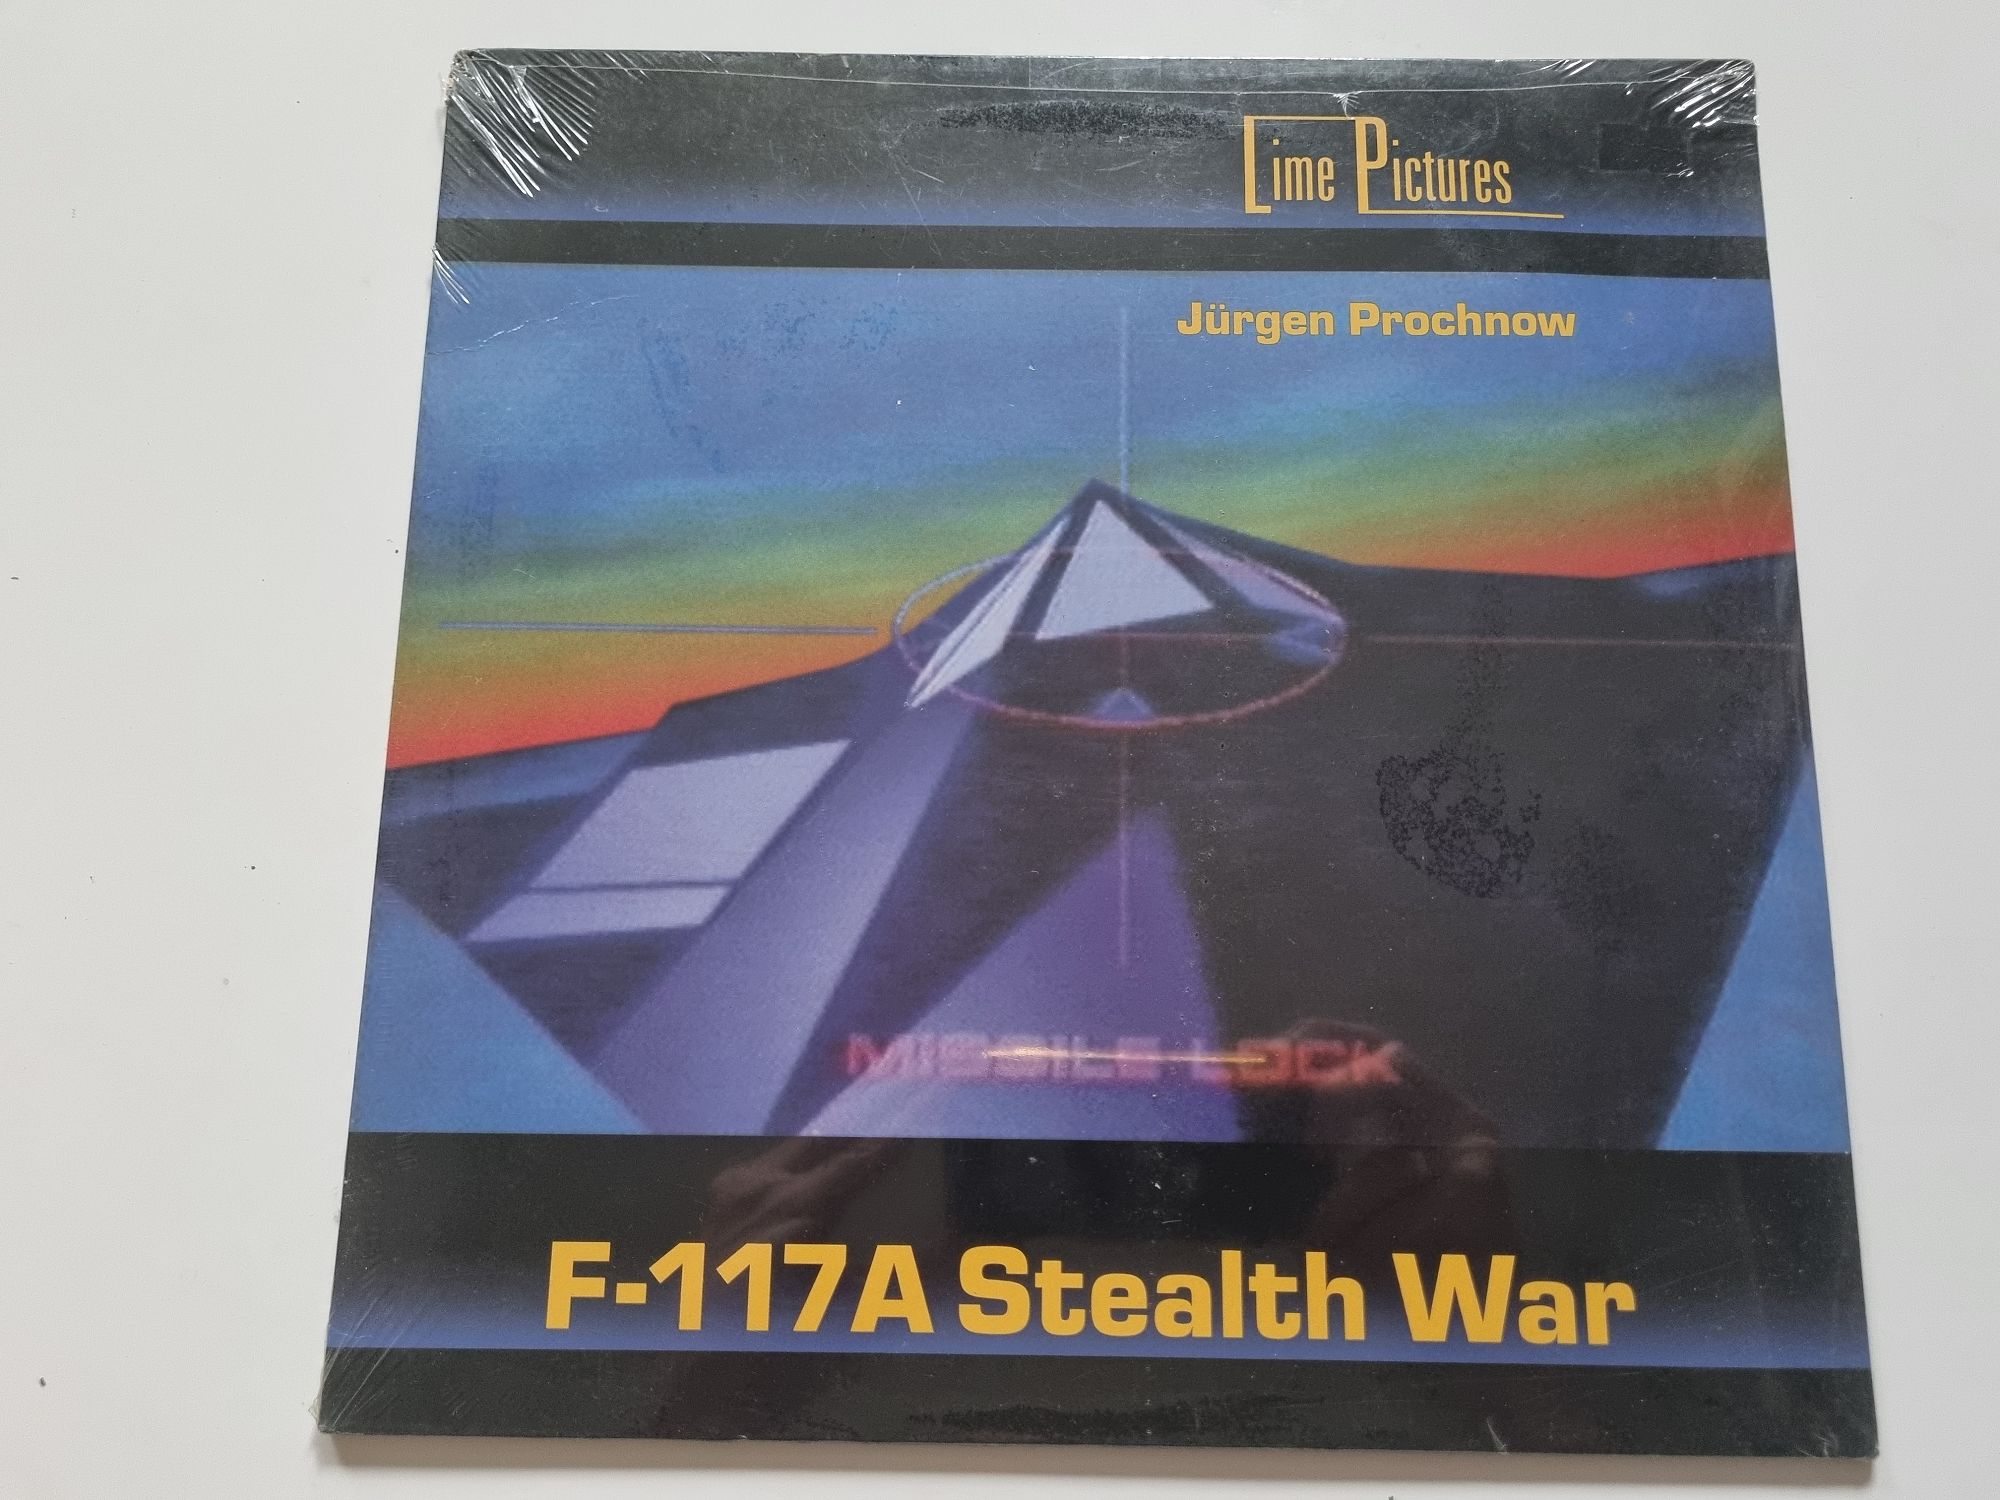 Lime Pictures
Jürgen Prochnow
MISSILE LOCK
F-117A Stealth War